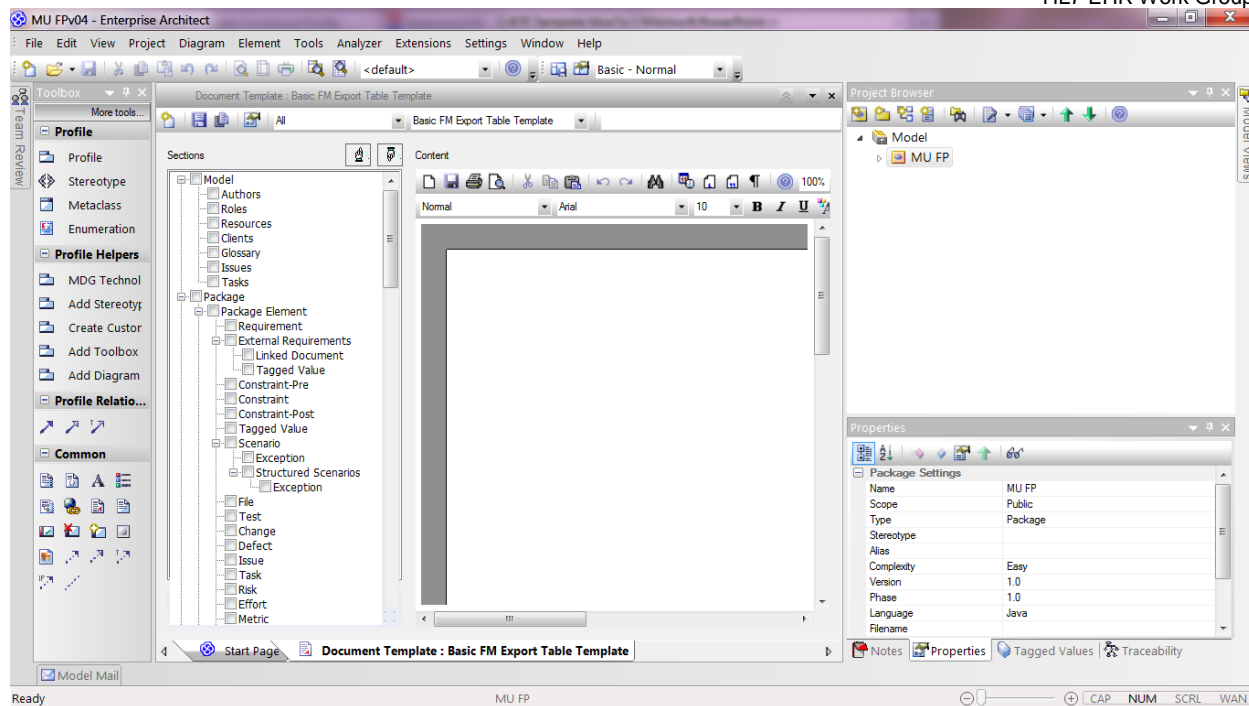 MU FPv04 - Enterprise Architect
File Edit View Project Diagram Element Tools Analyzer Extensions Settings Window Help
<default> Basic - Normal
Team Review
Toolbox
More tools...
Profile
Profile
Stereotype
Metaclass
Enumeration
Profile Helpers
MDG Technol
Add Stereotyp
Create Custor
Add Toolbox
Add Diagram
Profile Relatio...
Common
Document Template : Basic FM Export Table Template
All Basic FM Export Table Template
Sections
Model
Authors
Roles
Resources
Clients
Glossary
Issues
Tasks
Package
Package Element
Requirement
External Requirements
Linked Document
Tagged Value
Constraint-Pre
Constraint
Constraint-Post
Tagged Value
Scenario
Exception
Structured Scenarios
Exception
File
Test
Change
Defect
Issue
Task
Risk
Effort
Metric
Content
100%
Normal Arial 10 B I U
Start Page Document Template : Basic FM Export Table Template
Project Browser
Model
MU FP
Model Views
Properties
Package Settings
Name MU FP
Scope Public
Type Package
Stereotype
Alias
Complexity Easy
Version 1.0
Phase 1.0
Language Java
Filename
Notes Properties Tagged Values Traceability
Model Mail
Ready MU FP CAP NUM SCRL WAN